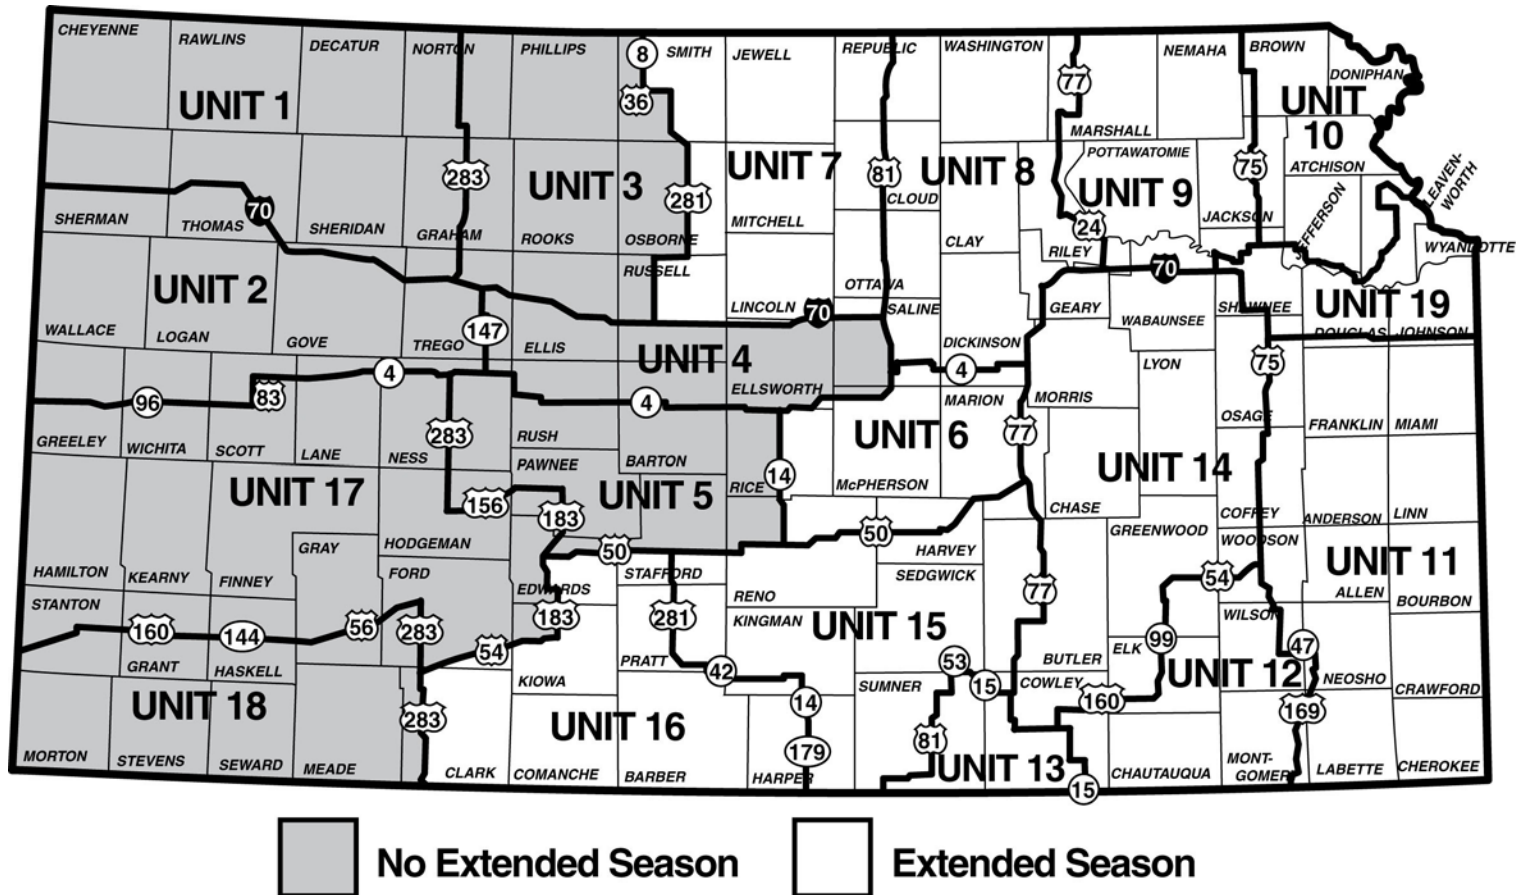 CHEYENNE
RAWLINS
DECATUR
NORTON
PHILLIPS
8
SMITH
JEWELL
REPUBLIC
WASHINGTON
NEMAHA
BROWN
DONIPHAN
UNIT 1
36
77
UNIT
10
MARSHALL
283
UNIT 3
281
UNIT 7
81
UNIT 8
POTTAWATOMIE
UNIT 9
75
ATCHISON
LEAVEN-
WORTH
JEFFERSON
SHERMAN
70
THOMAS
SHERIDAN
GRAHAM
ROOKS
OSBORNE
MITCHELL
CLOUD
CLAY
24
RILEY
JACKSON
WYANDOTTE
UNIT 2
RUSSELL
LINCOLN
70
OTTAWA
SALINE
GEARY
70
WABAUNSEE
SHAWNEE
UNIT 19
DOUGLAS
JOHNSON
WALLACE
LOGAN
GOVE
TREGO
147
ELLIS
UNIT 4
ELLSWORTH
DICKINSON
4
LYON
75
96
83
4
4
MARION
MORRIS
GREELEY
WICHITA
SCOTT
LANE
NESS
283
RUSH
PAWNEE
BARTON
UNIT 6
77
OSAGE
FRANKLIN
MIAMI
UNIT 17
156
183
UNIT 5
RICE
14
McPHERSON
UNIT 14
CHASE
COFFEY
ANDERSON
LINN
HAMILTON
KEARNY
FINNEY
GRAY
HODGEMAN
FORD
50
50
HARVEY
GREENWOOD
WOODSON
UNIT 11
STANTON
EDWARDS
STAFFORD
RENO
SEDGWICK
77
54
ALLEN
BOURBON
160
144
56
283
183
281
KINGMAN
UNIT 15
WILSON
GRANT
HASKELL
54
PRATT
42
53
BUTLER
ELK
99
47
UNIT 18
KIOWA
SUMNER
15
COWLEY
160
UNIT 12
NEOSHO
CRAWFORD
283
UNIT 16
14
179
81
169
MORTON
STEVENS
SEWARD
MEADE
CLARK
COMANCHE
BARBER
HARPER
UNIT 13
15
CHAUTAUQUA
MONT-
GOMERY
LABETTE
CHEROKEE
No Extended Season
Extended Season